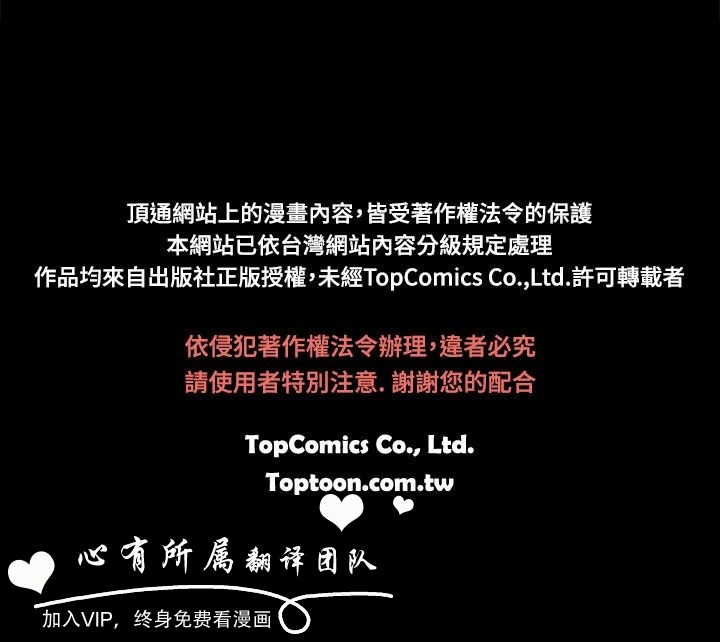 頂通網站上的漫畫內容，皆受著作權法令的保護
本網站已依台灣網站內容分級規定處理
作品均來自出版社正版授權，未經TopComics Co.,Ltd.許可轉載者
依侵犯著作權法令辦理，違者必究
請使用者特別注意. 謝謝您的配合
TopComics Co., Ltd.
Toptoon.com.tw
心有所属翻译团队
加入VIP，终身免费看漫画